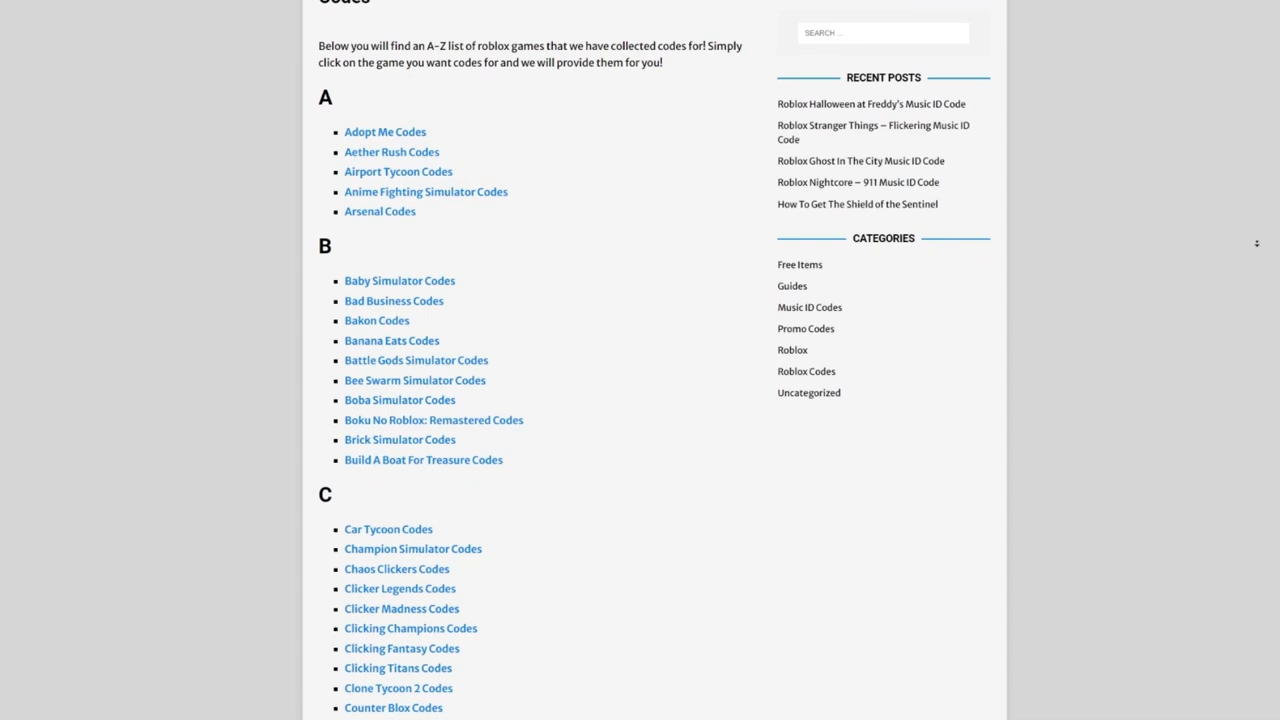 Codes
Below you will find an A-Z list of roblox games that we have collected codes for! Simply
click on the game you want codes for and we will provide them for you!
A
Adopt Me Codes
Aether Rush Codes
Airport Tycoon Codes
Anime Fighting Simulator Codes
Arsenal Codes
B
Baby Simulator Codes
Bad Business Codes
Bakon Codes
Banana Eats Codes
Battle Gods Simulator Codes
Bee Swarm Simulator Codes
Boba Simulator Codes
Boku No Roblox: Remastered Codes
Brick Simulator Codes
Build A Boat For Treasure Codes
C
Car Tycoon Codes
Champion Simulator Codes
Chaos Clickers Codes
Clicker Legends Codes
Clicker Madness Codes
Clicking Champions Codes
Clicking Fantasy Codes
Clicking Titans Codes
Clone Tycoon 2 Codes
Counter Blox Codes
SEARCH ...
RECENT POSTS
Roblox Halloween at Freddy's Music ID Code
Roblox Stranger Things – Flickering Music ID
Code
Roblox Ghost In The City Music ID Code
Roblox Nightcore – 911 Music ID Code
How To Get The Shield of the Sentinel
CATEGORIES
Free Items
Guides
Music ID Codes
Promo Codes
Roblox
Roblox Codes
Uncategorized